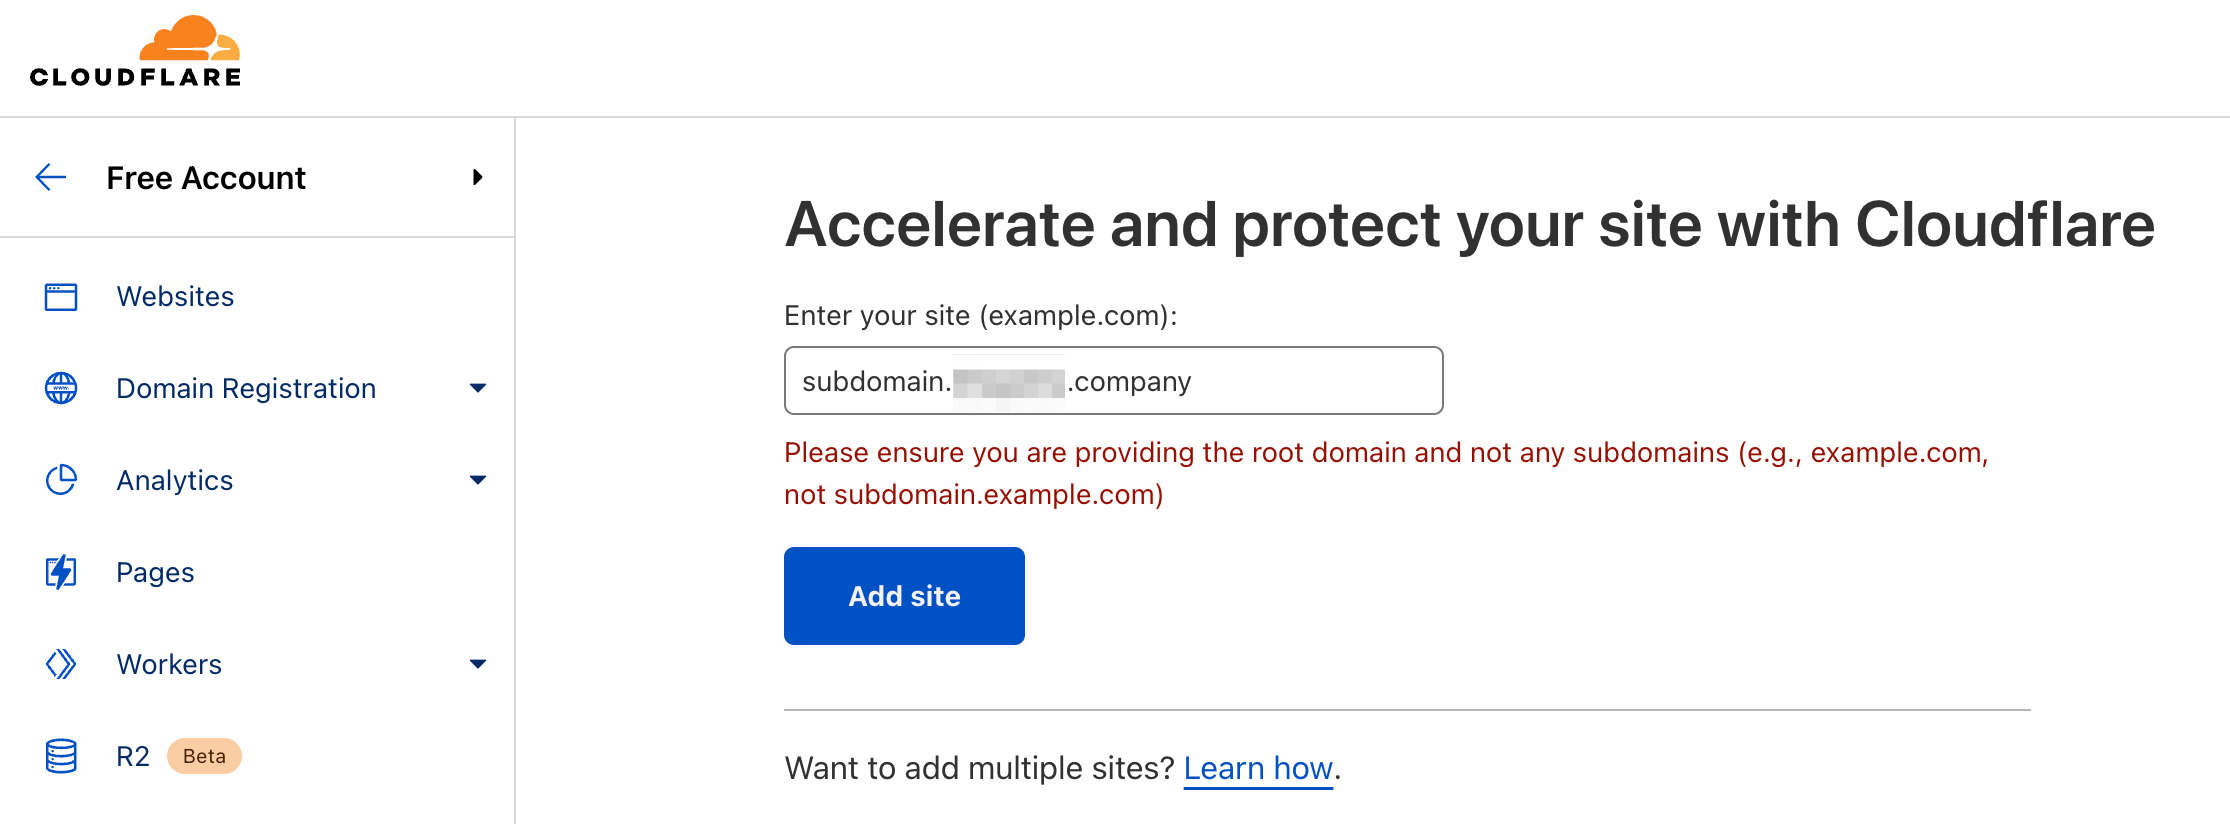 CLOUDFLARE
Free Account
Websites
Domain Registration
Analytics
Pages
Workers
R2 Beta
Accelerate and protect your site with Cloudflare
Enter your site (example.com):
subdomain. .company
Please ensure you are providing the root domain and not any subdomains (e.g., example.com,
not subdomain.example.com)
Add site
Want to add multiple sites? Learn how.